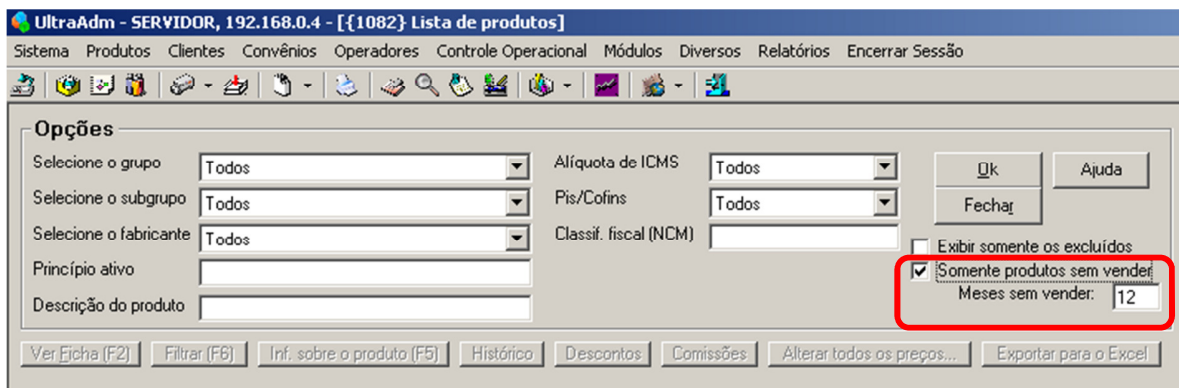 UltraAdm - SERVIDOR, 192.168.0.4 - [{1082} Lista de produtos]
Sistema Produtos Clientes Convênios Operadores Controle Operacional Módulos Diversos Relatórios Encerrar Sessão
Opções
Selecione o grupo Todos Alíquota de ICMS Todos Ok Ajuda
Selecione o subgrupo Todos Pis/Cofins Todos Fechar
Selecione o fabricante Todos Classif. fiscal (NCM)
Exibir somente os excluídos
Princípio ativo Somente produtos sem vender
Meses sem vender: 12
Descrição do produto
Ver Ficha (F2) Filtrar (F6) Inf. sobre o produto (F5) Histórico Descontos Comissões Alterar todos os preços... Exportar para o Excel